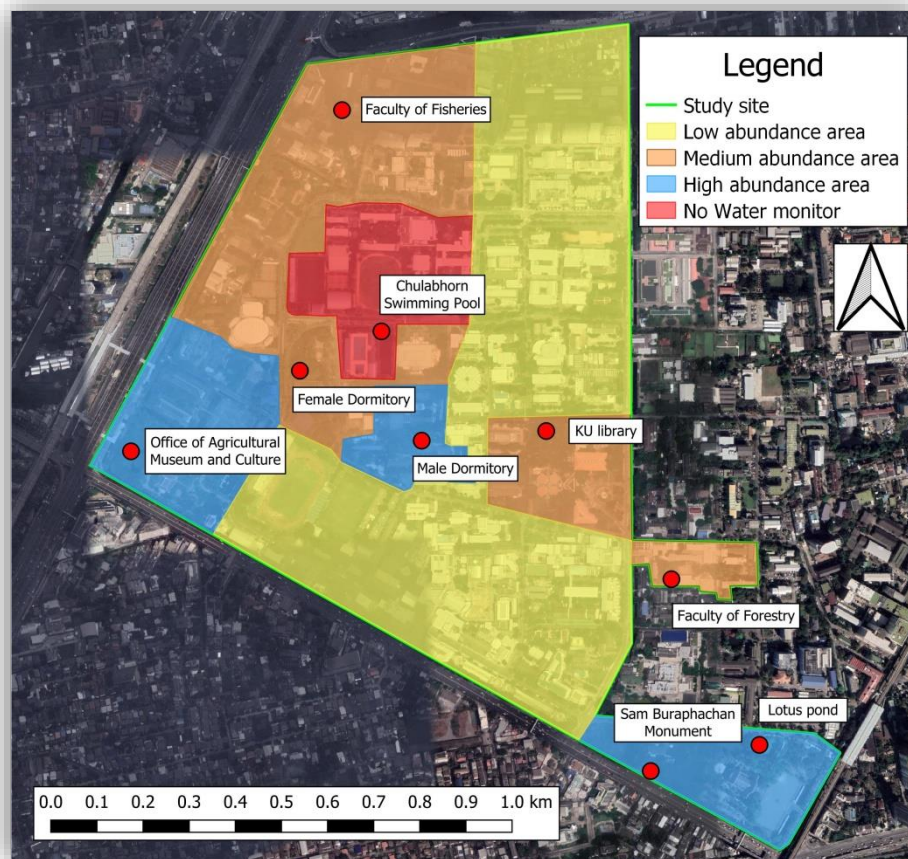 Legend
Study site
Low abundance area
Medium abundance area
High abundance area
No Water monitor
Faculty of Fisheries
Chulabhorn
Swimming Pool
Female Dormitory
Office of Agricultural
Museum and Culture
Male Dormitory
KU library
Faculty of Forestry
Sam Buraphachan
Monument
Lotus pond
0.0 0.1 0.2 0.3 0.4 0.5 0.6 0.7 0.8 0.9 1.0 km